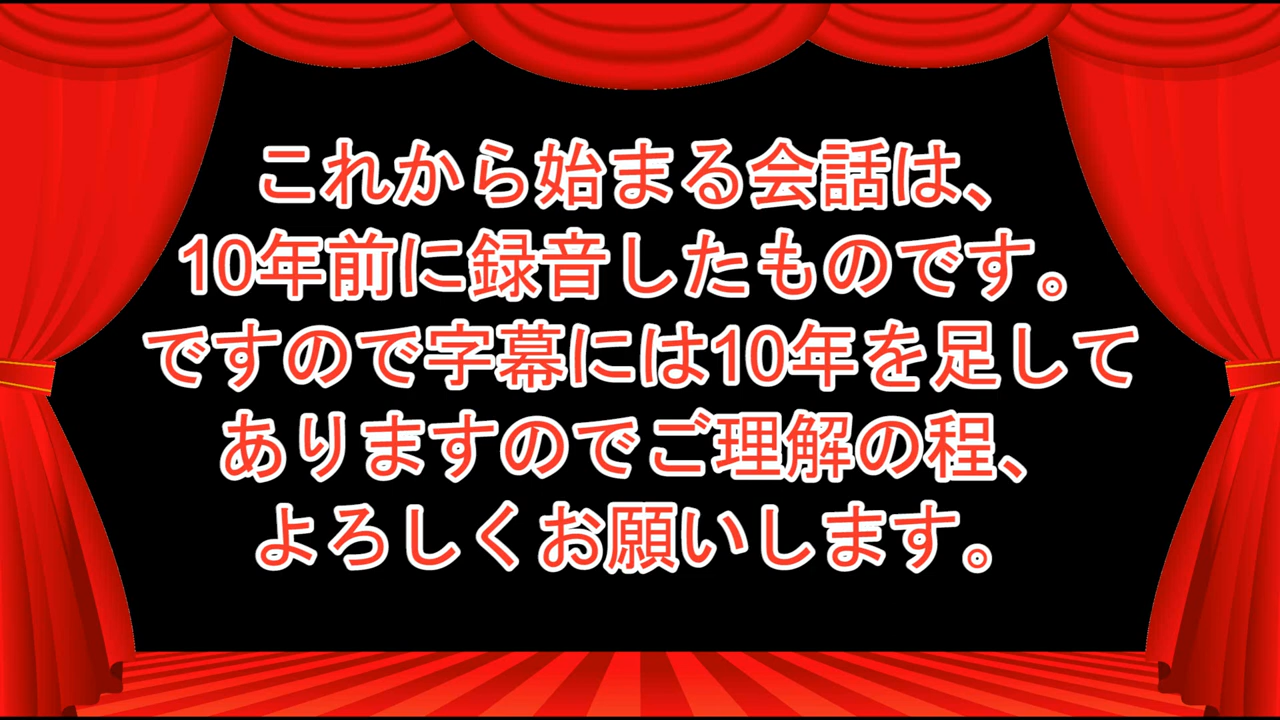 これから始まる会話は、
10年前に録音したものです。
ですので字幕には10年を足して
ありますのでご理解の程、
よろしくお願いします。